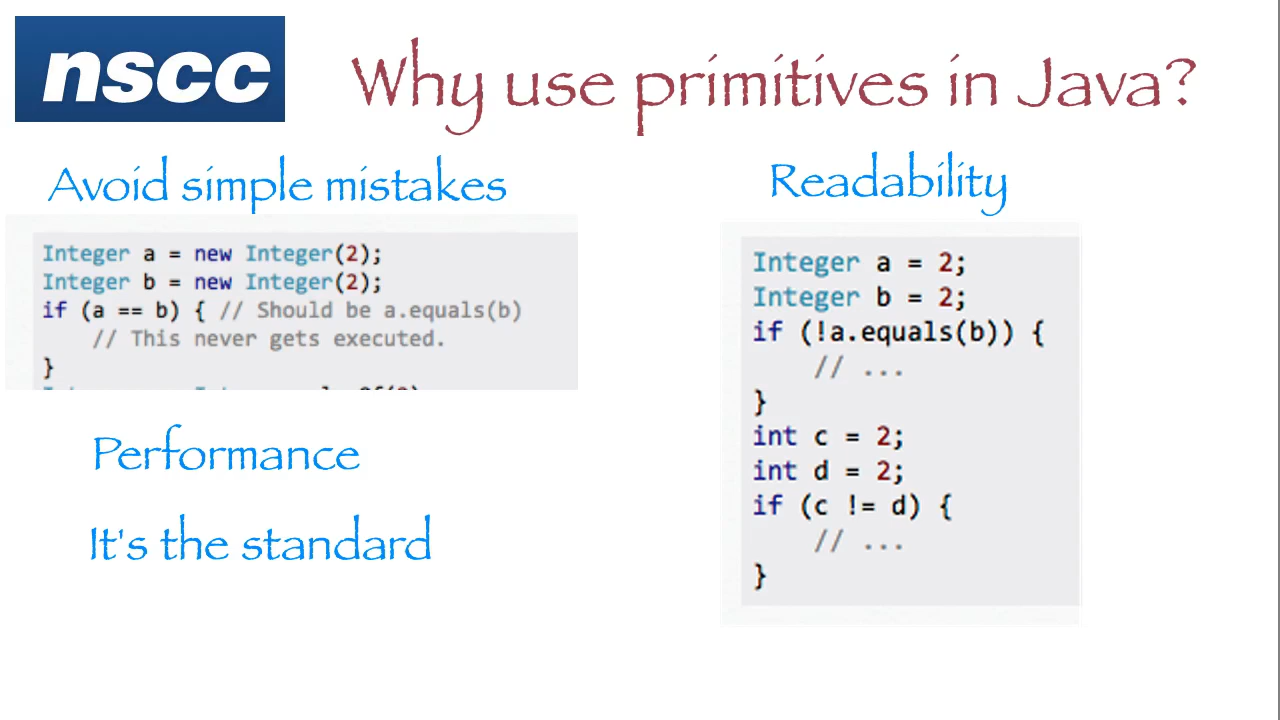 nscc
Why use primitives in Java?
Avoid simple mistakes
Integer a = new Integer(2);
Integer b = new Integer(2);
if (a == b) { // Should be a.equals(b)
// This never gets executed.
}
Performance
It's the standard
Readability
Integer a = 2;
Integer b = 2;
if (!a.equals(b)) {
// ...
}
int c = 2;
int d = 2;
if (c != d) {
// ...
}